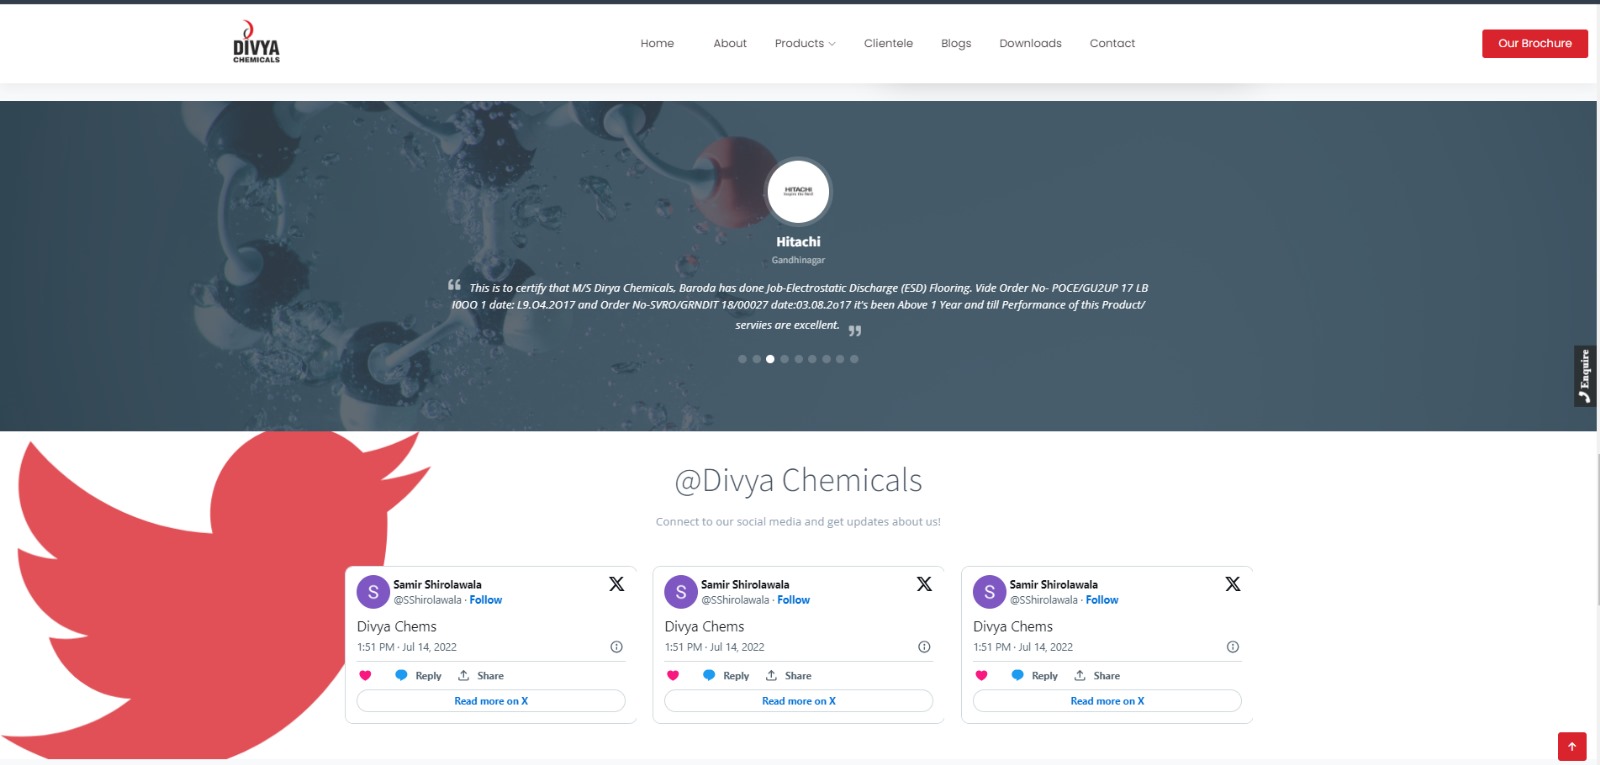 DIVYA
CHEMICALS
Home About Products Clientele Blogs Downloads Contact
Our Brochure
HITACHI
Hitachi
Gandhinagar
“ This is to certify that M/S Dirya Chemicals, Baroda has done Job-Electrostatic Discharge (ESD) Flooring. Vide Order No- POCE/GU2UP 17 LB
I0OO 1 date: L9.O4.2O17 and Order No-SVRO/GRNDIT 18/00027 date:03.08.2o17 it's been Above 1 Year and till Performance of this Product/
serviies are excellent. ”
Enquire
@Divya Chemicals
Connect to our social media and get updates about us!
S
Samir Shirolawala
@SShirolawala · Follow
Divya Chems
1:51 PM · Jul 14, 2022
Reply Share
Read more on X
S
Samir Shirolawala
@SShirolawala · Follow
Divya Chems
1:51 PM · Jul 14, 2022
Reply Share
Read more on X
S
Samir Shirolawala
@SShirolawala · Follow
Divya Chems
1:51 PM · Jul 14, 2022
Reply Share
Read more on X